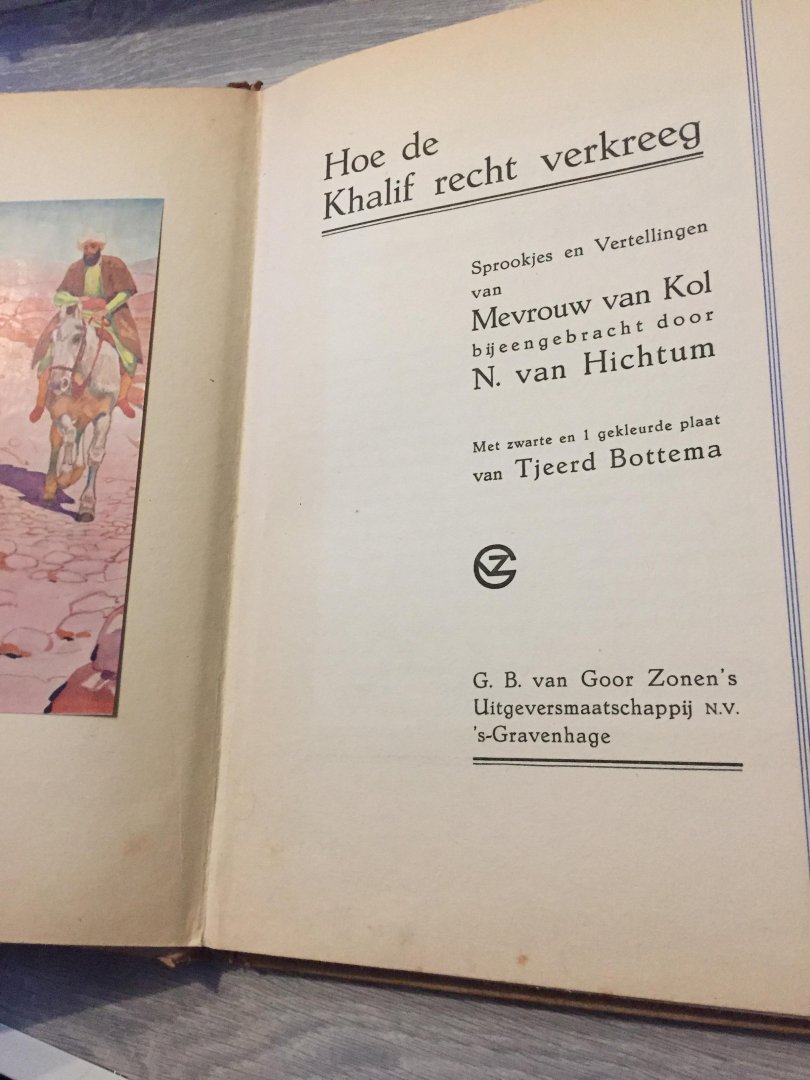 Hoe de
Khalif recht verkreeg
Sprookjes en Vertellingen
van
Mevrouw van Kol
bijeengebracht door
N. van Hichtum
Met zwarte en 1 gekleurde plaat
van Tjeerd Bottema
GVZ
G. B. van Goor Zonen's
Uitgeversmaatschappij N.V.
's-Gravenhage